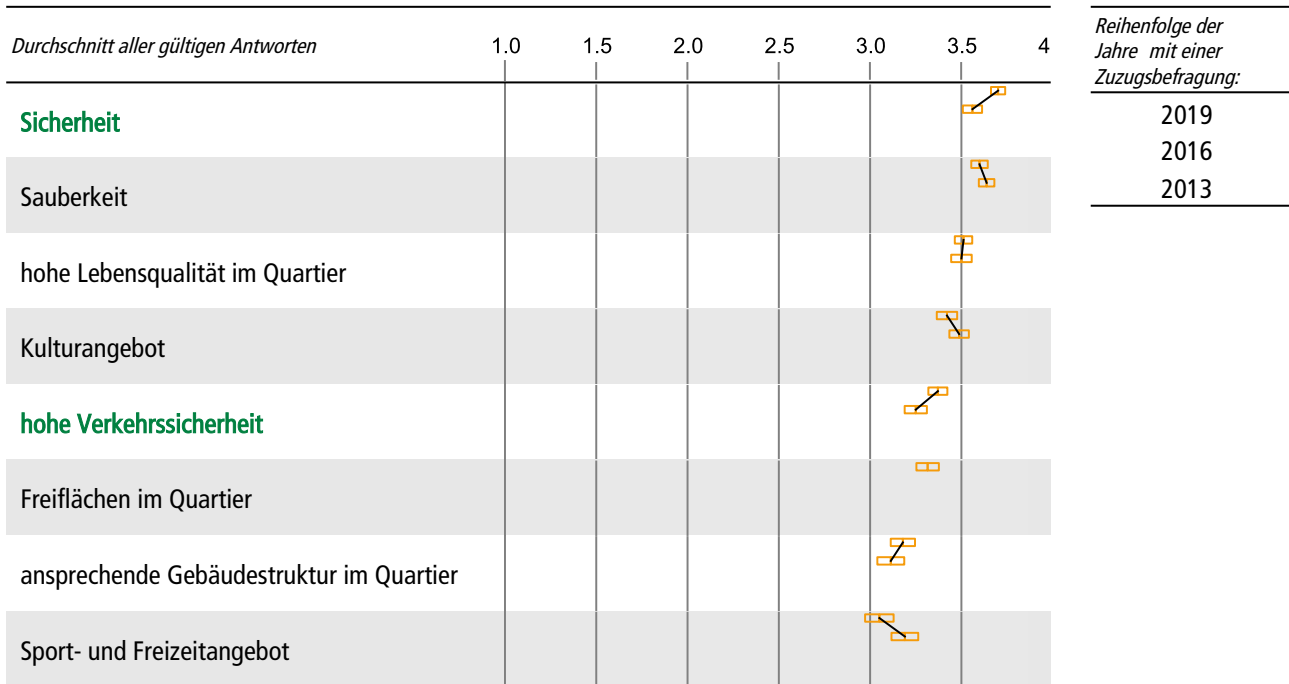 Durchschnitt aller gültigen Antworten 1.0 1.5 2.0 2.5 3.0 3.5 4
Sicherheit
Sauberkeit
hohe Lebensqualität im Quartier
Kulturangebot
hohe Verkehrssicherheit
Freiflächen im Quartier
ansprechende Gebäudestruktur im Quartier
Sport- und Freizeitangebot
Reihenfolge der
Jahre mit einer
Zuzugsbefragung:
2019
2016
2013